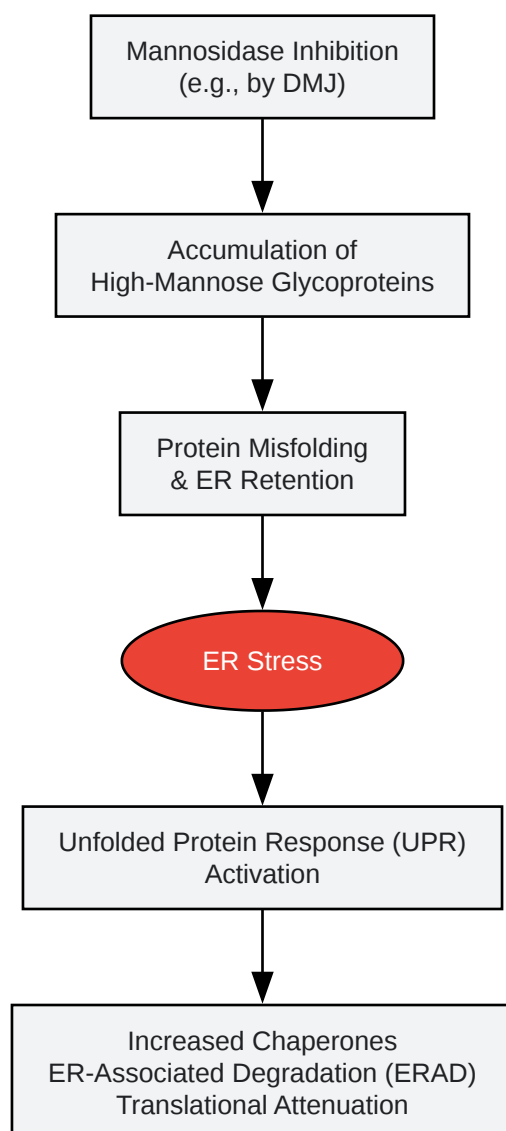 Mannosidase Inhibition
(e.g., by DMJ)
Accumulation of
High-Mannose Glycoproteins
Protein Misfolding
& ER Retention
ER Stress
Unfolded Protein Response (UPR)
Activation
Increased Chaperones
ER-Associated Degradation (ERAD)
Translational Attenuation